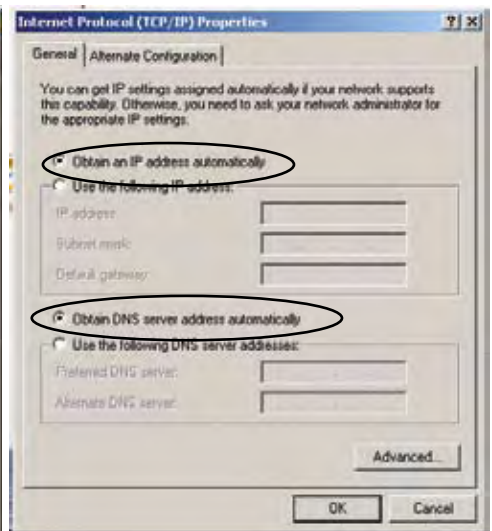 Internet Protocol (TCP/IP) Properties
General
Alternate Configuration
You can get IP settings assigned automatically if your network supports
this capability. Otherwise, you need to ask your network administrator for
the appropriate IP settings.
Obtain an IP address automatically
Use the following IP address:
IP address:
Subnet mask:
Default gateway:
Obtain DNS server address automatically
Use the following DNS server addresses:
Preferred DNS server:
Alternate DNS server:
Advanced...
OK
Cancel